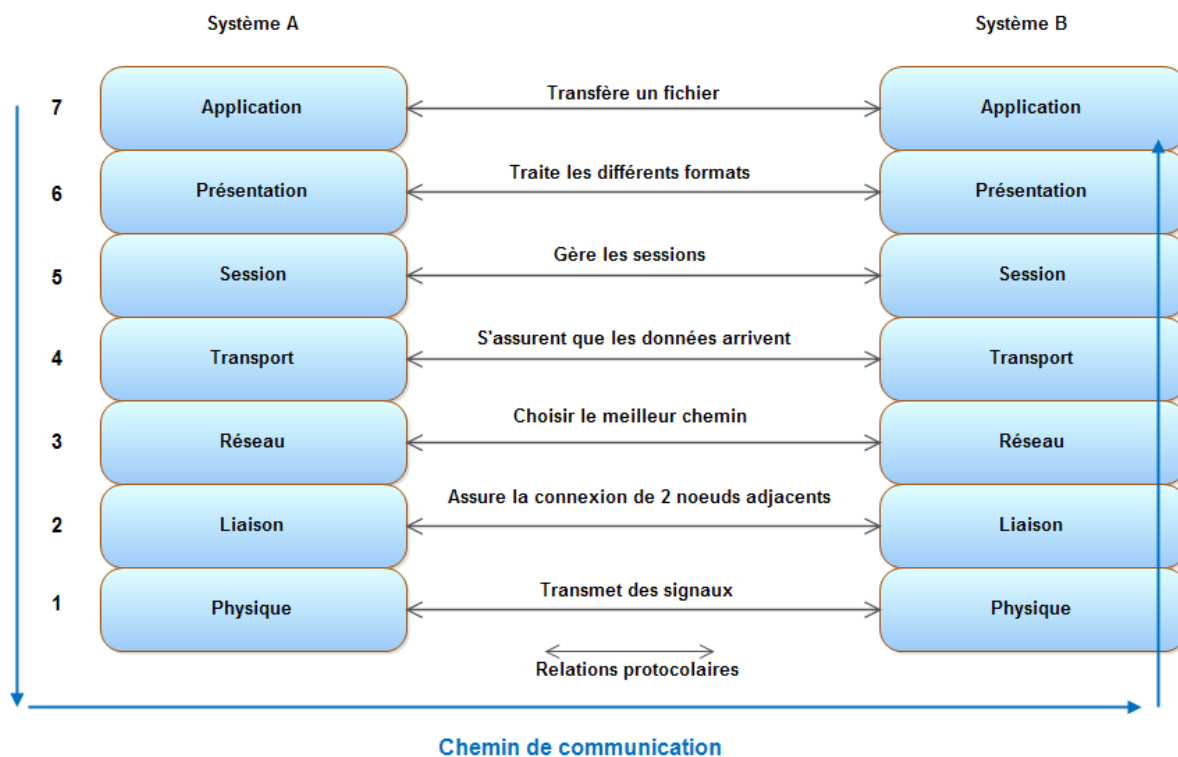 Système A
Système B
7
Application
Transfère un fichier
Application
6
Présentation
Traite les différents formats
Présentation
5
Session
Gère les sessions
Session
4
Transport
S'assurent que les données arrivent
Transport
3
Réseau
Choisir le meilleur chemin
Réseau
2
Liaison
Assure la connexion de 2 noeuds adjacents
Liaison
1
Physique
Transmet des signaux
Physique
Relations protocolaires
Chemin de communication